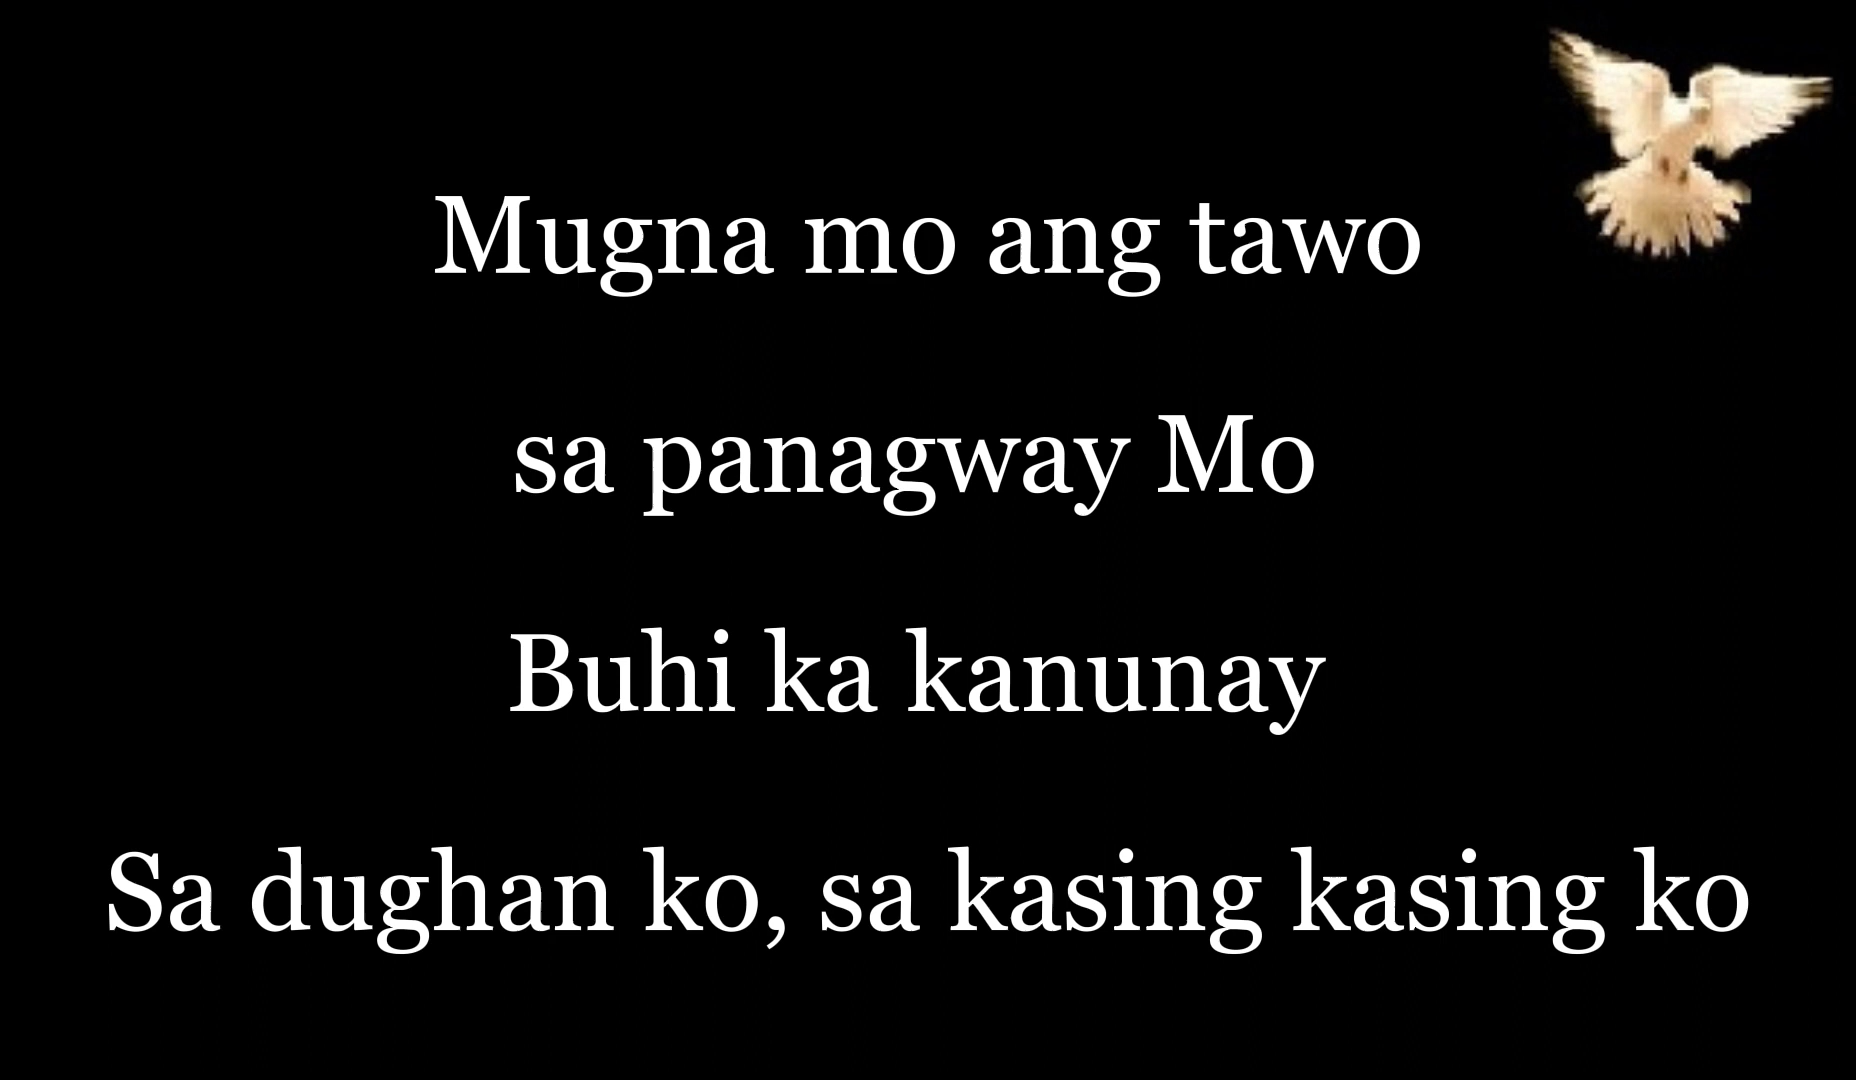 Mugna mo ang tawo
sa panagway Mo
Buhi ka kanunay
Sa dughan ko, sa kasing kasing ko